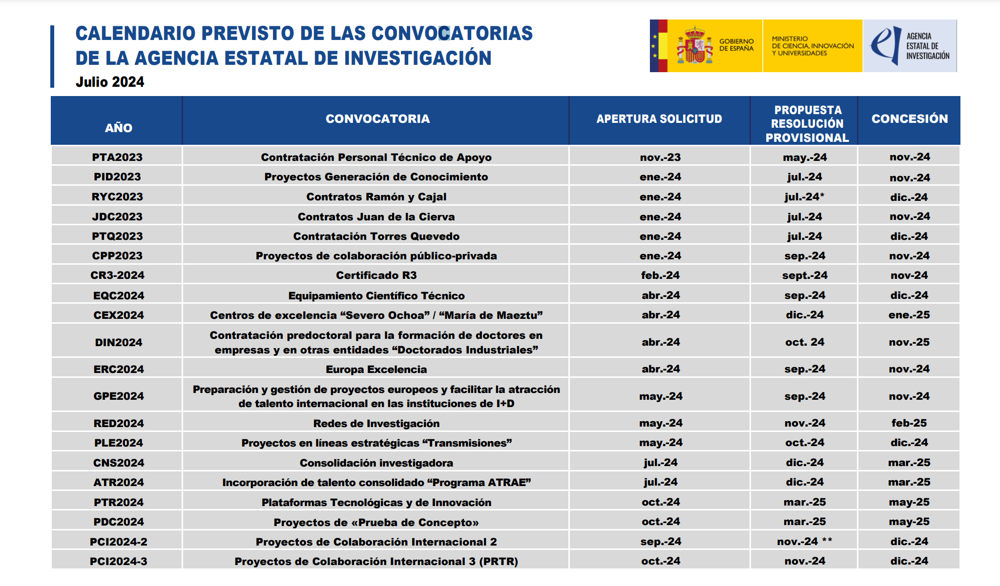 CALENDARIO PREVISTO DE LAS CONVOCATORIAS
DE LA AGENCIA ESTATAL DE INVESTIGACIÓN
Julio 2024
GOBIERNO
DE ESPAÑA
MINISTERIO
DE CIENCIA, INNOVACIÓN
Y UNIVERSIDADES
AGENCIA
ESTATAL DE
INVESTIGACIÓN
AÑO
CONVOCATORIA
APERTURA SOLICITUD
PROPUESTA
RESOLUCIÓN
PROVISIONAL
CONCESIÓN
PTA2023 Contratación Personal Técnico de Apoyo nov.-23 may.-24 nov.-24
PID2023 Proyectos Generación de Conocimiento ene.-24 jul.-24 nov.-24
RYC2023 Contratos Ramón y Cajal ene.-24 jul.-24* dic.-24
JDC2023 Contratos Juan de la Cierva ene.-24 jul.-24 nov.-24
PTQ2023 Contratación Torres Quevedo ene.-24 jul.-24 dic.-24
CPP2023 Proyectos de colaboración público-privada ene.-24 sep.-24 nov.-24
CR3-2024 Certificado R3 feb.-24 sept.-24 nov-24
EQC2024 Equipamiento Científico Técnico abr.-24 sep.-24 dic.-24
CEX2024 Centros de excelencia “Severo Ochoa” / “María de Maeztu” abr.-24 dic.-24 ene.-25
DIN2024 Contratación predoctoral para la formación de doctores en
empresas y en otras entidades “Doctorados Industriales” abr.-24 oct. 24 nov.-25
ERC2024 Europa Excelencia abr.-24 sep.-24 nov.-24
GPE2024 Preparación y gestión de proyectos europeos y facilitar la atracción
de talento internacional en las instituciones de I+D may.-24 sep.-24 nov.-24
RED2024 Redes de Investigación may.-24 nov.-24 feb-25
PLE2024 Proyectos en líneas estratégicas “Transmisiones” may.-24 oct.-24 dic.-24
CNS2024 Consolidación investigadora jul.-24 dic.-24 mar.-25
ATR2024 Incorporación de talento consolidado “Programa ATRAE” jul.-24 dic.-24 mar.-25
PTR2024 Plataformas Tecnológicas y de Innovación oct.-24 mar.-25 may-25
PDC2024 Proyectos de «Prueba de Concepto» oct.-24 mar.-25 may-25
PCI2024-2 Proyectos de Colaboración Internacional 2 sep.-24 nov.-24 ** dic.-24
PCI2024-3 Proyectos de Colaboración Internacional 3 (PRTR) oct.-24 nov.-24 dic.-24